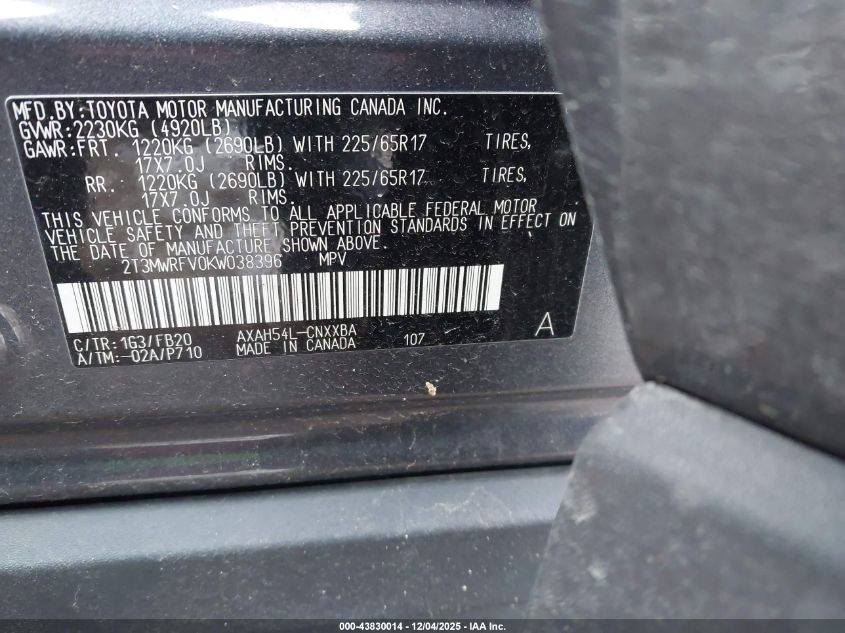 MFD.BY:TOYOTA MOTOR MANUFACTURING CANADA INC.
GVWR:2230KG (4920LB)
GAWR:FRT. 1220KG (2690LB) WITH 225/65R17 TIRES,
17X7.0J RIMS.
RR. 1220KG (2690LB) WITH 225/65R17 TIRES,
17X7.0J RIMS.
THIS VEHICLE CONFORMS TO ALL APPLICABLE FEDERAL MOTOR
VEHICLE SAFETY AND THEFT PREVENTION STANDARDS IN EFFECT ON
THE DATE OF MANUFACTURE SHOWN ABOVE.
2T3MWRFV0KW038396 MPV
C/TR:1G3/FB20 AXAH54L-CNXXBA 107 A
A/TM:-02A/P710 MADE IN CANADA
000-43830014 - 12/04/2025 - IAA Inc.